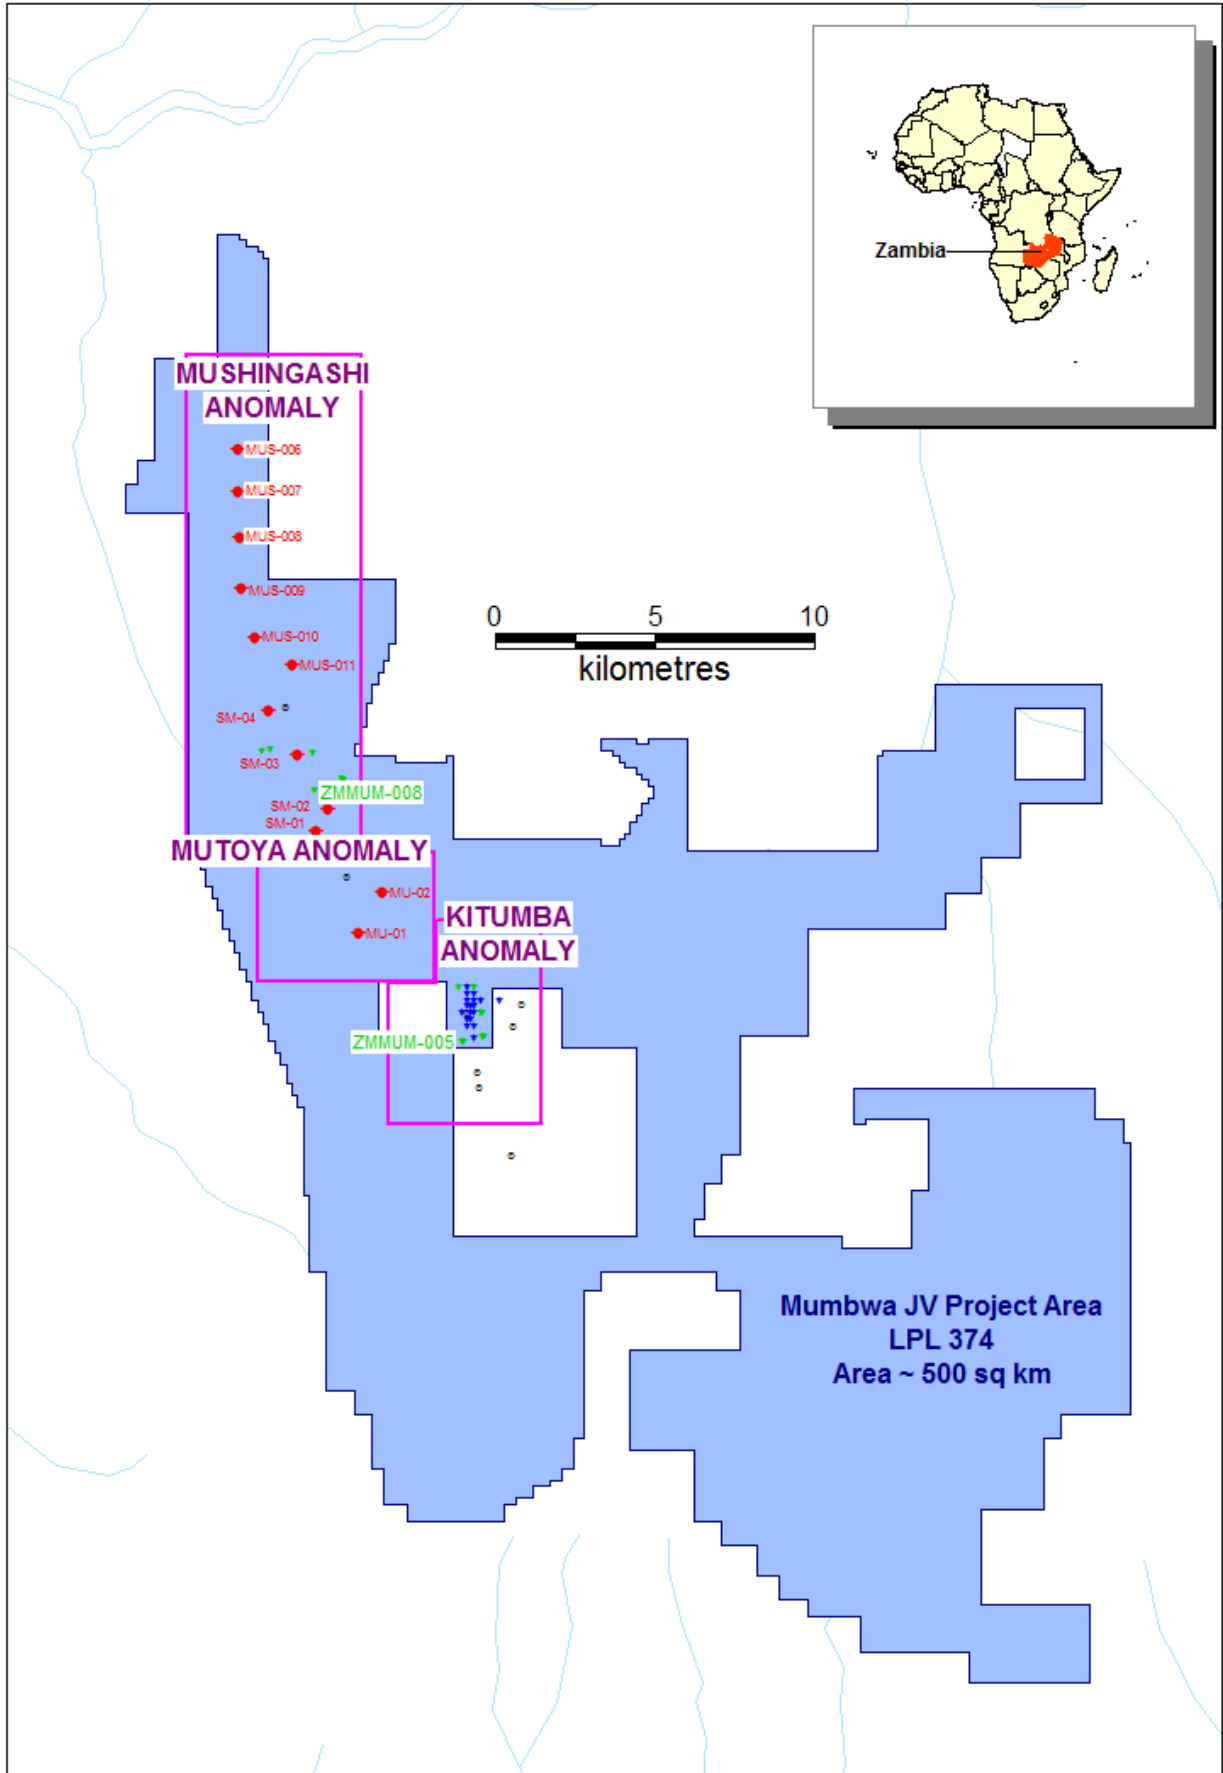 Zambia
MUSHINGASHI
ANOMALY
MUS-006
MUS-007
MUS-008
MUS-009
MUS-010
MUS-011
0 5 10
kilometres
SM-04
SM-03
ZMMUM-008
SM-02
SM-01
MUTOYA ANOMALY
MU-02
MU-01
KITUMBA
ANOMALY
ZMMUM-005
Mumbwa JV Project Area
LPL 374
Area ~ 500 sq km